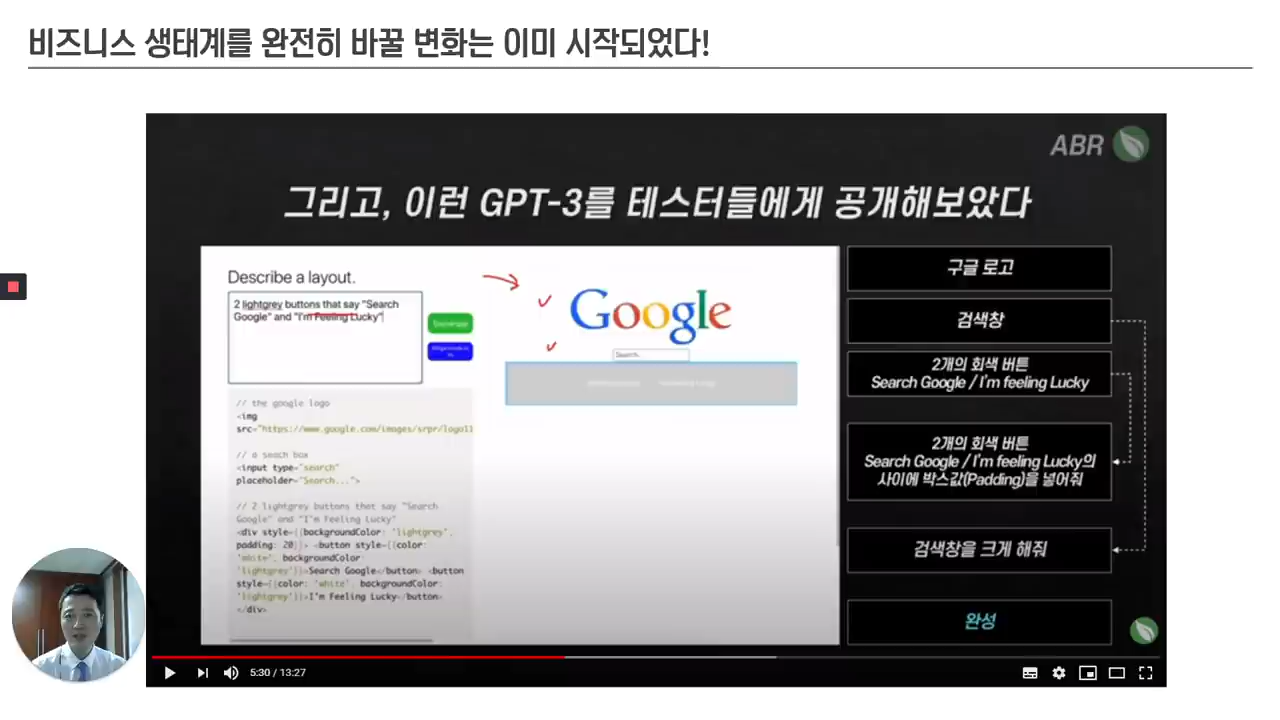 비즈니스 생태계를 완전히 바꿀 변화는 이미 시작되었다!
ABR
그리고, 이런 GPT-3를 테스터들에게 공개해보았다
Describe a layout.
2 lightgrey buttons that say "Search
Google" and "I'm Feeling Lucky"
// the google logo
<img
src="https://www.google.com/images/srpr/logo11
// a seach box
<input type="search"
placeholder="Search...">
// 2 lightgrey buttons that say "Search
Google" and "I'm Feeling Lucky"
<div style={{backgroundColor: 'lightgrey',
padding: 20}}> <button style={{color:
'white', backgroundColor:
'lightgrey'}}>Search Google</button> <button
style={{color: 'white', backgroundColor:
'lightgrey'}}>I'm Feeling Lucky</button>
</div>
Google
Search...
구글 로고
검색창
2개의 회색 버튼
Search Google / I'm feeling Lucky
2개의 회색 버튼
Search Google / I'm feeling Lucky의
사이에 박스값(Padding)을 넣어줘
검색창을 크게 해줘
완성
5:30 / 13:27